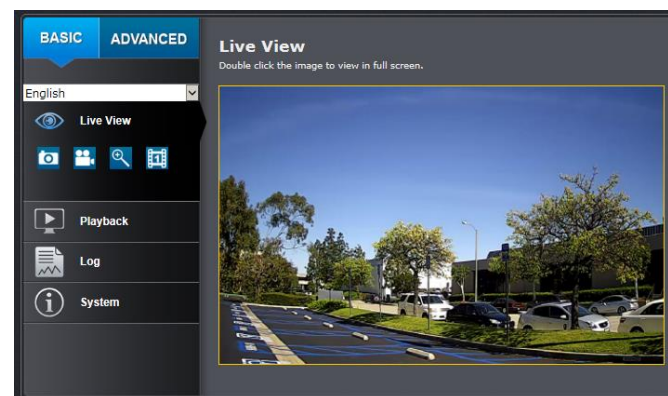 BASIC
ADVANCED
English
Live View
1
Playback
Log
System
Live View
Double click the image to view in full screen.